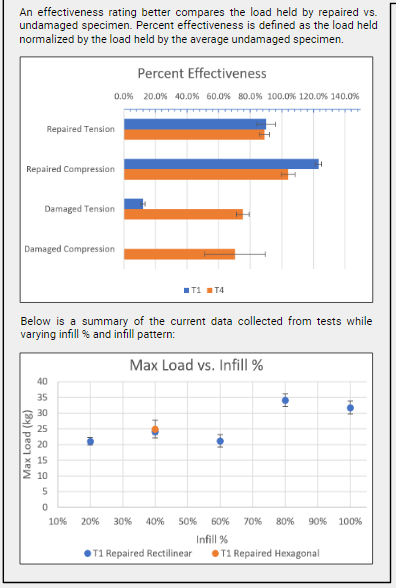 An effectiveness rating better compares the load held by repaired vs.
undamaged specimen. Percent effectiveness is defined as the load held
normalized by the load held by the average undamaged specimen.
Percent Effectiveness
0.0% 20.0% 40.0% 60.0% 80.0% 100.0% 120.0% 140.0%
Repaired Tension
Repaired Compression
Damaged Tension
Damaged Compression
T1 T4
Below is a summary of the current data collected from tests while
varying infill % and infill pattern:
Max Load vs. Infill %
Max Load (kg)
40
35
30
25
20
15
10
5
0
10% 20% 30% 40% 50% 60% 70% 80% 90% 100%
Infill %
T1 Repaired Rectilinear T1 Repaired Hexagonal